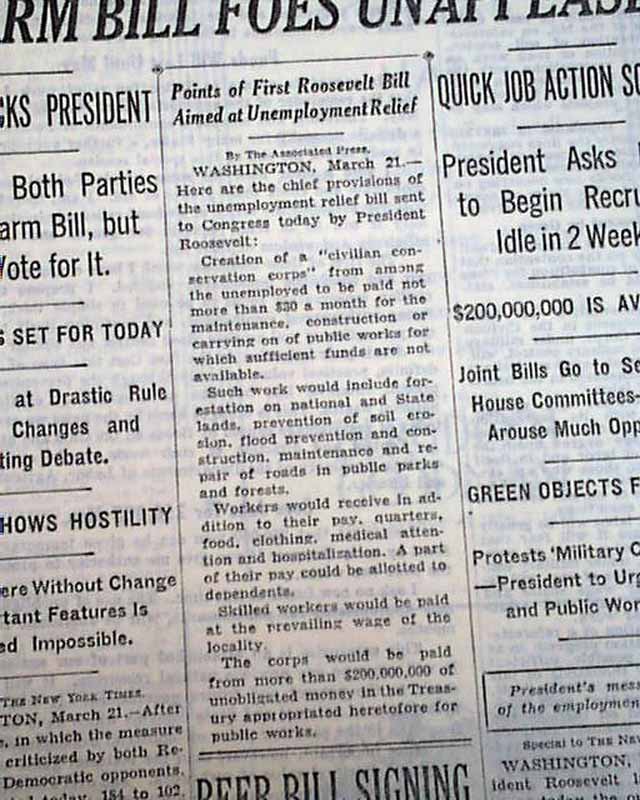 RM BILL FOES UNAPPEASE
CKS PRESIDENT
Both Parties
arm Bill, but
Vote for It.
SET FOR TODAY
at Drastic Rule
Changes and
ting Debate.
HOWS HOSTILITY
ere Without Change
tant Features Is
ed Impossible.
THE NEW YORK TIMES.
TON, March 21.—After
, in which the measure
criticized by both Re-
Democratic opponents,
today, 184 to 102,
Points of First Roosevelt Bill
Aimed at Unemployment Relief
By The Associated Press.
WASHINGTON, March 21.—
Here are the chief provisions of
the unemployment relief bill sent
to Congress today by President
Roosevelt:
Creation of a "civilian con-
servation corps" from among
the unemployed to be paid not
more than $30 a month for the
maintenance, construction or
carrying on of public works for
which sufficient funds are not
available.
Such work would include for-
estation on national and State
lands, prevention of soil ero-
sion, flood prevention and con-
struction, maintenance and re-
pair of roads in public parks
and forests.
Workers would receive in ad-
dition to their pay, quarters,
food, clothing, medical atten-
tion and hospitalization. A part
of their pay could be allotted to
dependents.
Skilled workers would be paid
at the prevailing wage of the
locality.
The corps would be paid
from more than $200,000,000 of
unobligated money in the Treas-
ury appropriated heretofore for
public works.
BEER BILL SIGNING
QUICK JOB ACTION SO
President Asks
to Begin Recru
Idle in 2 Week
$200,000,000 IS AV
Joint Bills Go to Se
House Committees—
Arouse Much Opp
GREEN OBJECTS F
Protests 'Military C
—President to Urg
and Public Wor
President's mess
of the employmen
Special to THE NEW
WASHINGTON,
ident Roosevelt